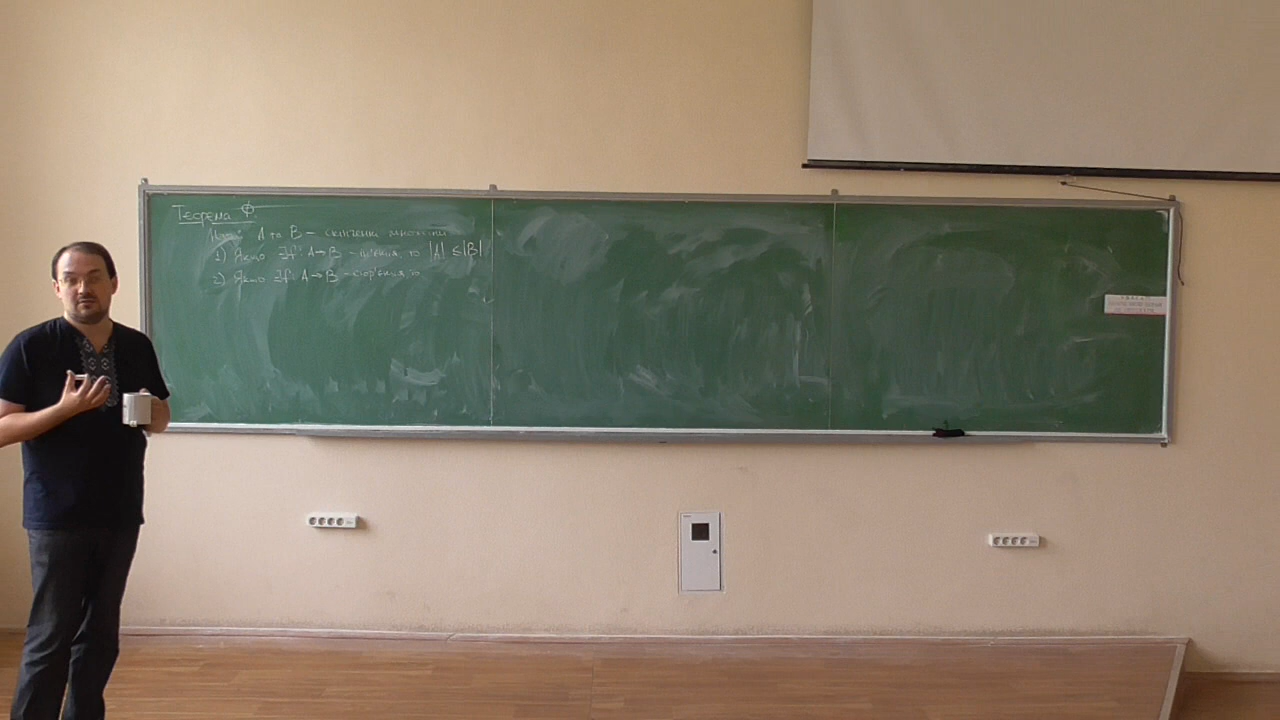 Теорема Ф.
Нехай A та B – скінченні множини
1) Якщо ∃f: A→B – ін'єкція, то |A| ≤ |B|
2) Якщо ∃f: A→B – сюр'єкція, то